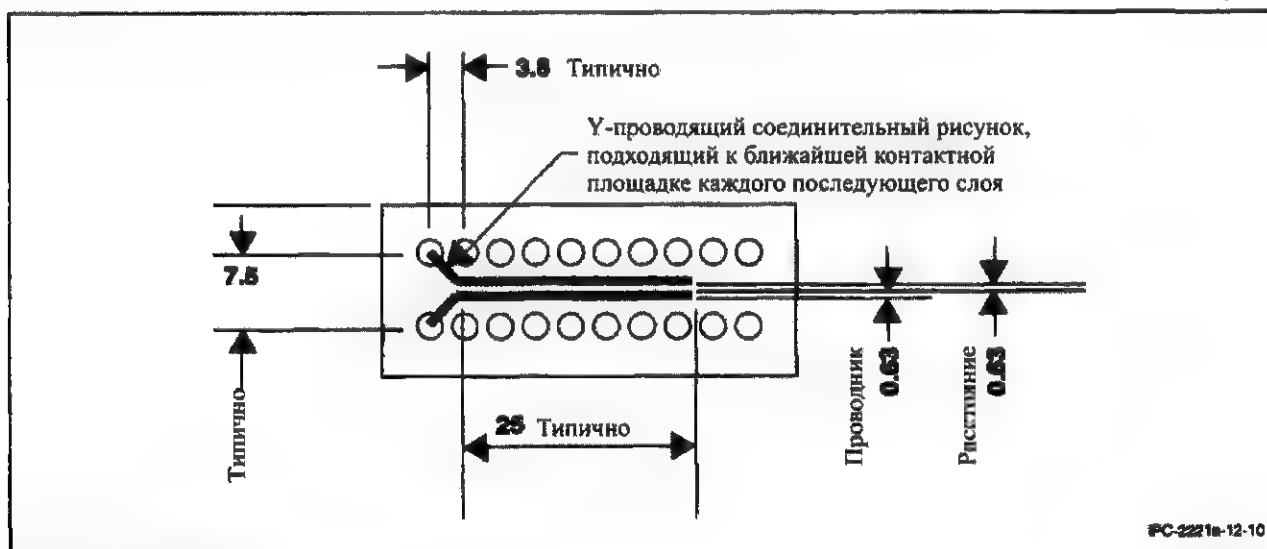 3.8 Типично
Y-проводящий соединительный рисунок,
подходящий к ближайшей контактной
площадке каждого последующего слоя
7.5
Типично
25 Типично
Проводник
0.63
Расстояние
0.63
IPC-2221a-12-10